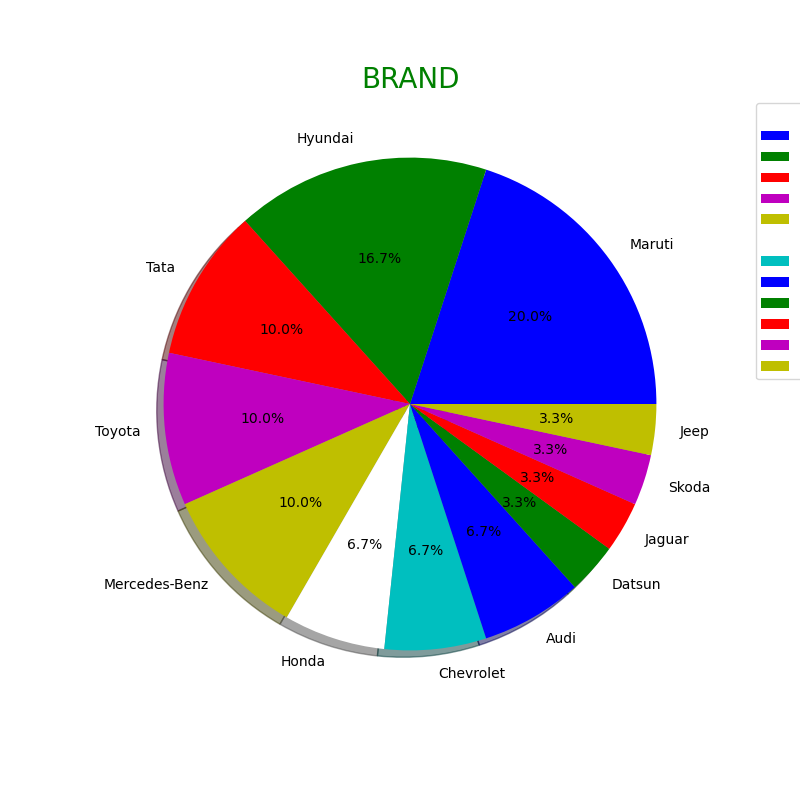 BRAND
Hyundai
Maruti
Tata
16.7%
20.0%
10.0%
Toyota
10.0%
3.3%
Jeep
3.3%
Skoda
3.3%
10.0%
3.3%
Jaguar
6.7%
6.7%
6.7%
Mercedes-Benz
Datsun
Audi
Honda
Chevrolet